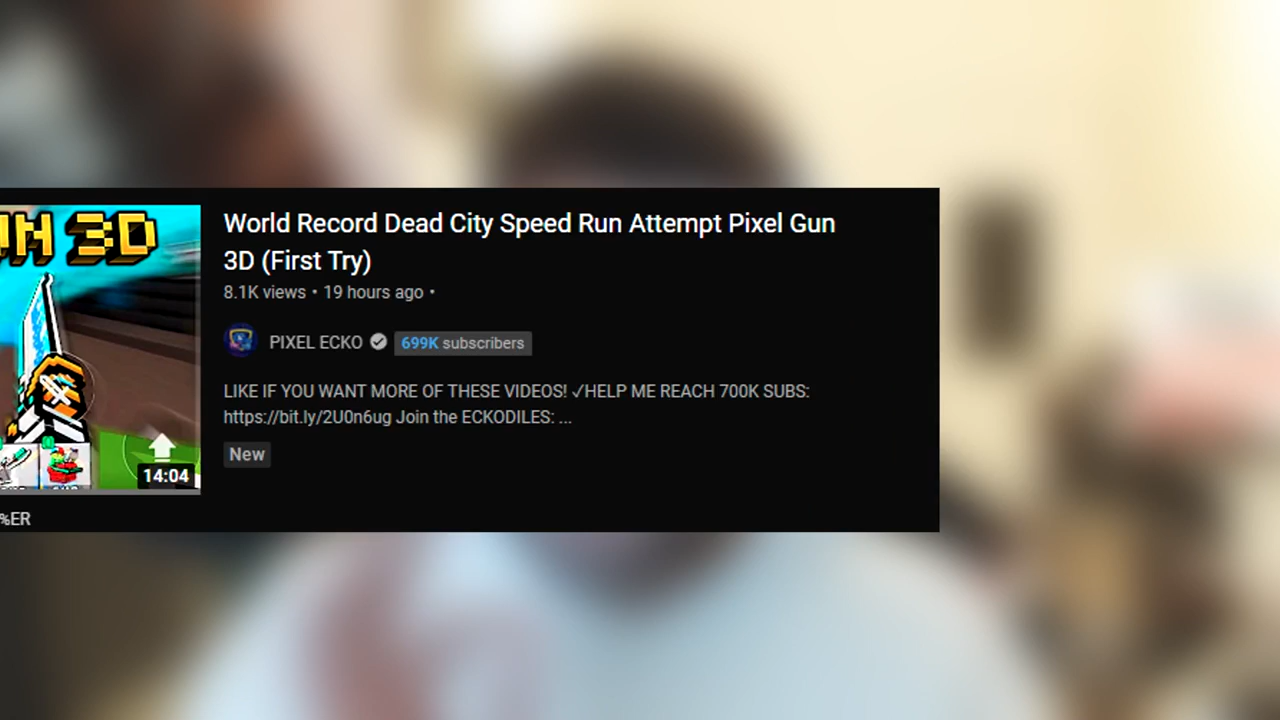 N 3D
World Record Dead City Speed Run Attempt Pixel Gun
3D (First Try)
8.1K views • 19 hours ago •
PIXEL ECKO 699K subscribers
LIKE IF YOU WANT MORE OF THESE VIDEOS! ✓HELP ME REACH 700K SUBS:
https://bit.ly/2U0n6ug Join the ECKODILES: ...
New
14:04
%ER